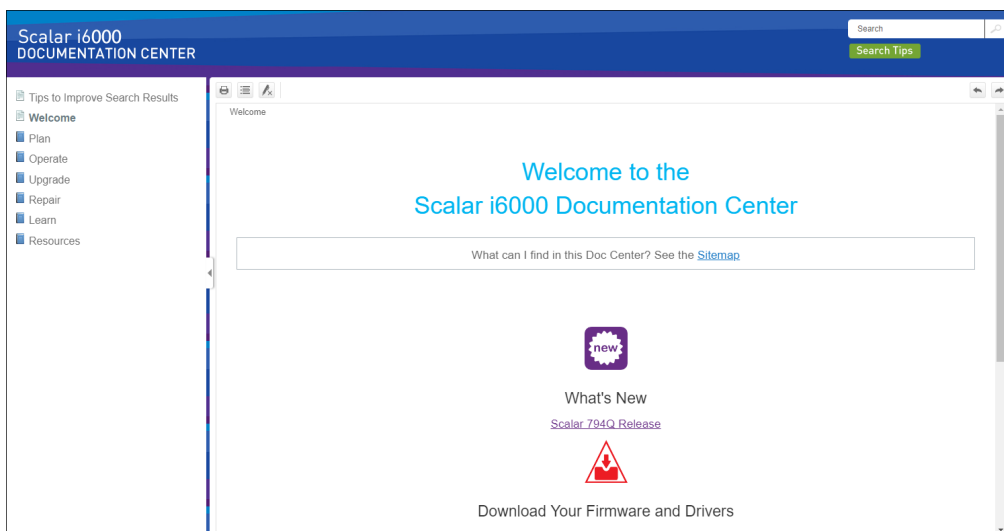 Scalar i6000
DOCUMENTATION CENTER
Search
Search Tips
Tips to Improve Search Results
Welcome
Plan
Operate
Upgrade
Repair
Learn
Resources
Welcome
Welcome to the
Scalar i6000 Documentation Center
What can I find in this Doc Center? See the Sitemap
new
What's New
Scalar 794Q Release
Download Your Firmware and Drivers